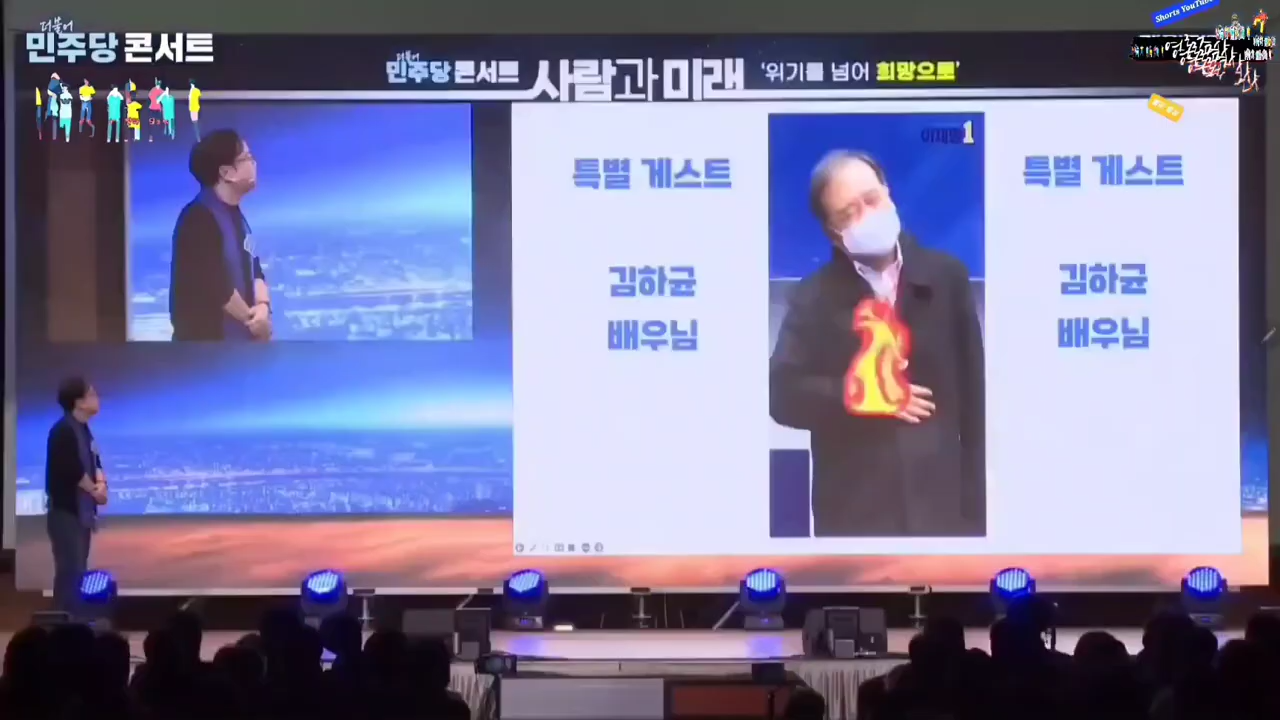 더불어
민주당 콘서트
더불어
민주당 콘서트 사람과 미래 '위기를 넘어 희망으로'
Shorts YouTube
특별 게스트
김하균
배우님
이재명1
특별 게스트
김하균
배우님